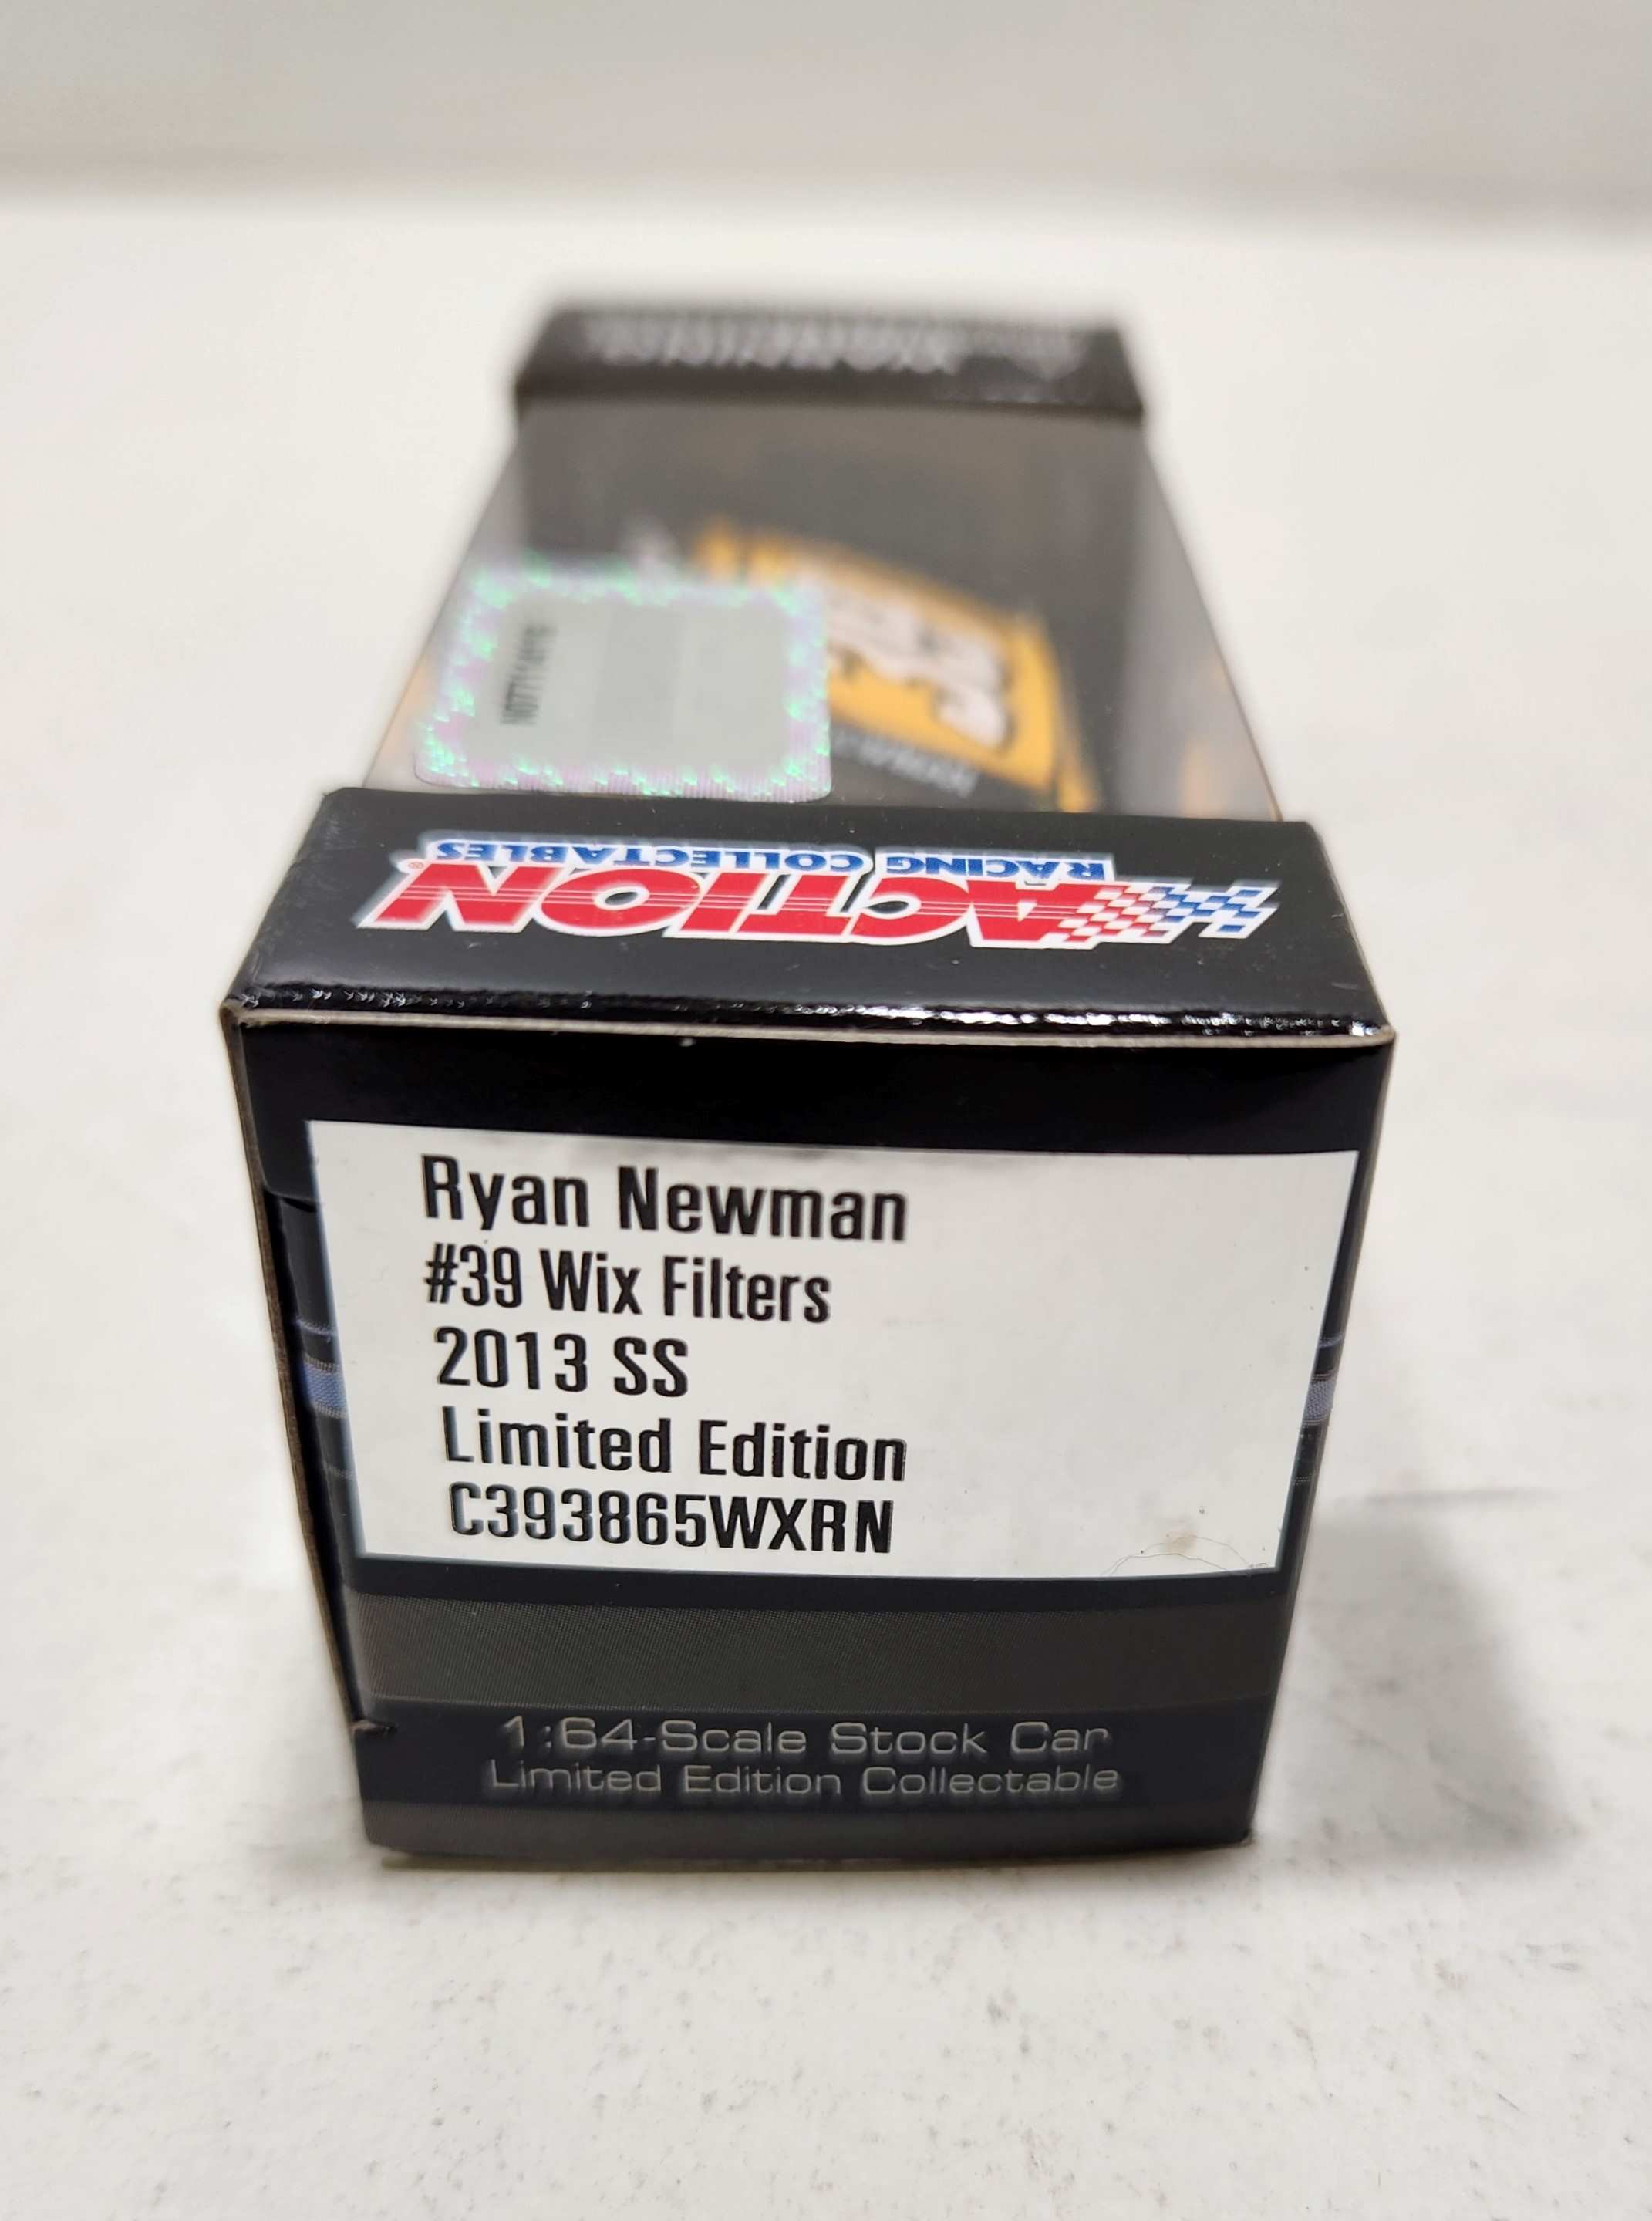 ACTION®
RACING COLLECTABLES
Ryan Newman
#39 Wix Filters
2013 SS
Limited Edition
C393865WXRN
1:64-Scale Stock Car
Limited Edition Collectable